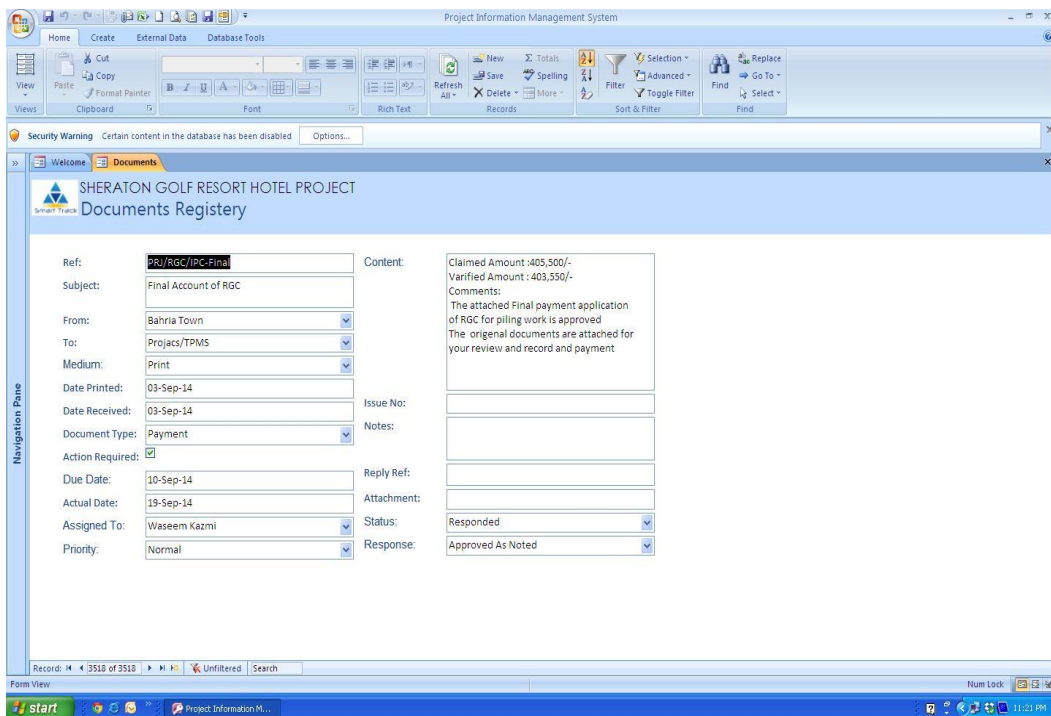 Project Information Management System
Home Create External Data Database Tools
View
Views
Paste
Cut
Copy
Format Painter
Clipboard
B I U A
Font
Rich Text
Refresh
All
New
Save
Delete
Σ Totals
Spelling
More
Records
Filter
Selection
Advanced
Toggle Filter
Sort & Filter
Find
Replace
Go To
Select
Find
Security Warning Certain content in the database has been disabled Options...
Welcome Documents
Navigation Pane
Smart Track
SHERATON GOLF RESORT HOTEL PROJECT
Documents Registery
Ref: PRJ/RGC/IPC-Final
Subject: Final Account of RGC
From: Bahria Town
To: Projacs/TPMS
Medium: Print
Date Printed: 03-Sep-14
Date Received: 03-Sep-14
Document Type: Payment
Action Required:
Due Date: 10-Sep-14
Actual Date: 19-Sep-14
Assigned To: Waseem Kazmi
Priority: Normal
Content: Claimed Amount :405,500/-
Varified Amount : 403,550/-
Comments:
The attached Final payment application
of RGC for piling work is approved
The origenal documents are attached for
your review and record and payment
Issue No:
Notes:
Reply Ref:
Attachment:
Status: Responded
Response: Approved As Noted
Record: 3518 of 3518 Unfiltered Search
Form View Num Lock
start Project Information M... 11:21 PM